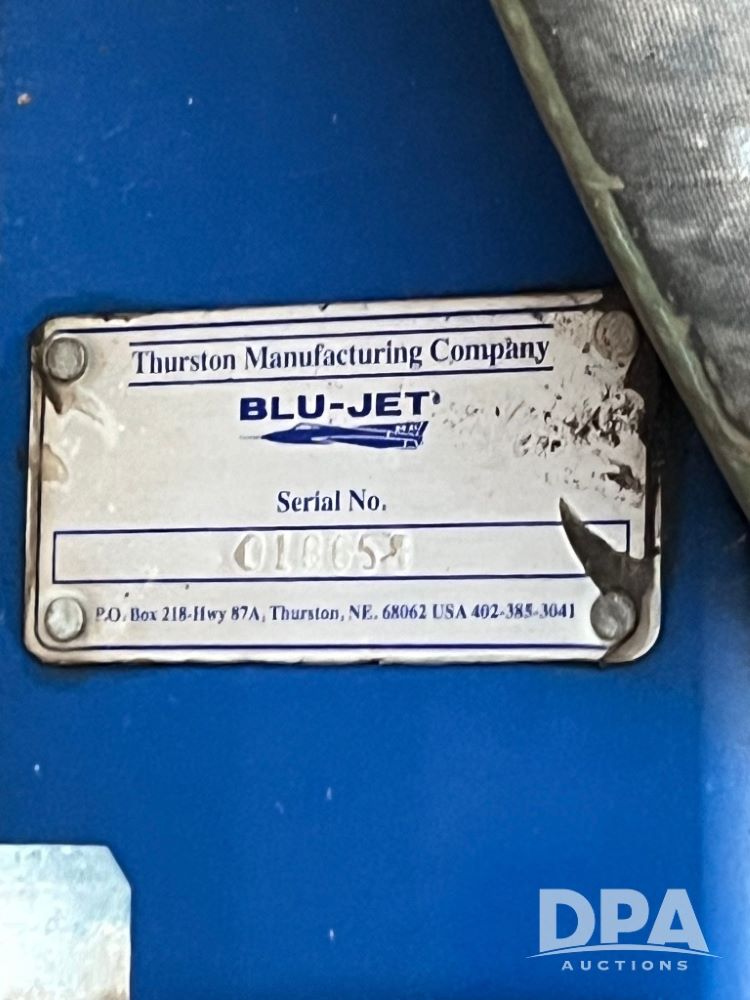 Thurston Manufacturing Company
BLU-JET
Serial No.
P.O. Box 218-Hwy 87A, Thurston, NE. 68062 USA 402-385-3041
DPA
AUCTIONS